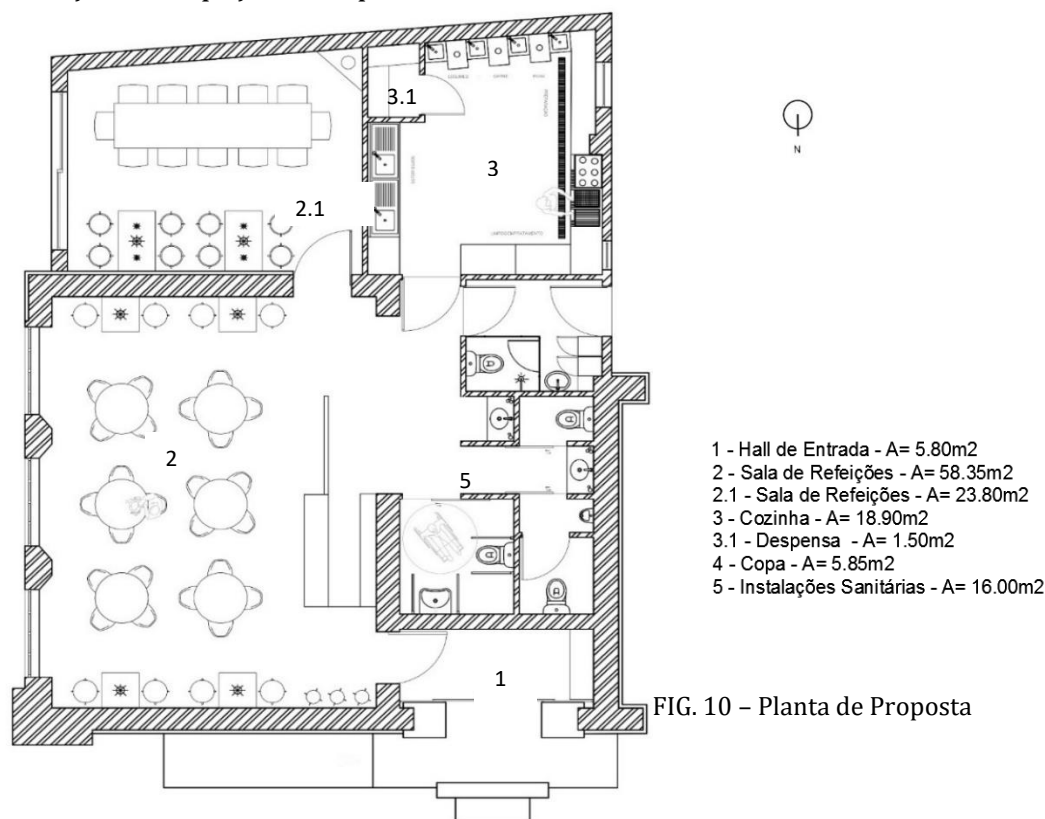 3.1
3
2.1
N
2
5
1
1 - Hall de Entrada - A= 5.80m2
2 - Sala de Refeições - A= 58.35m2
2.1 - Sala de Refeições - A= 23.80m2
3 - Cozinha - A= 18.90m2
3.1 - Despensa - A= 1.50m2
4 - Copa - A= 5.85m2
5 - Instalações Sanitárias - A= 16.00m2
FIG. 10 – Planta de Proposta